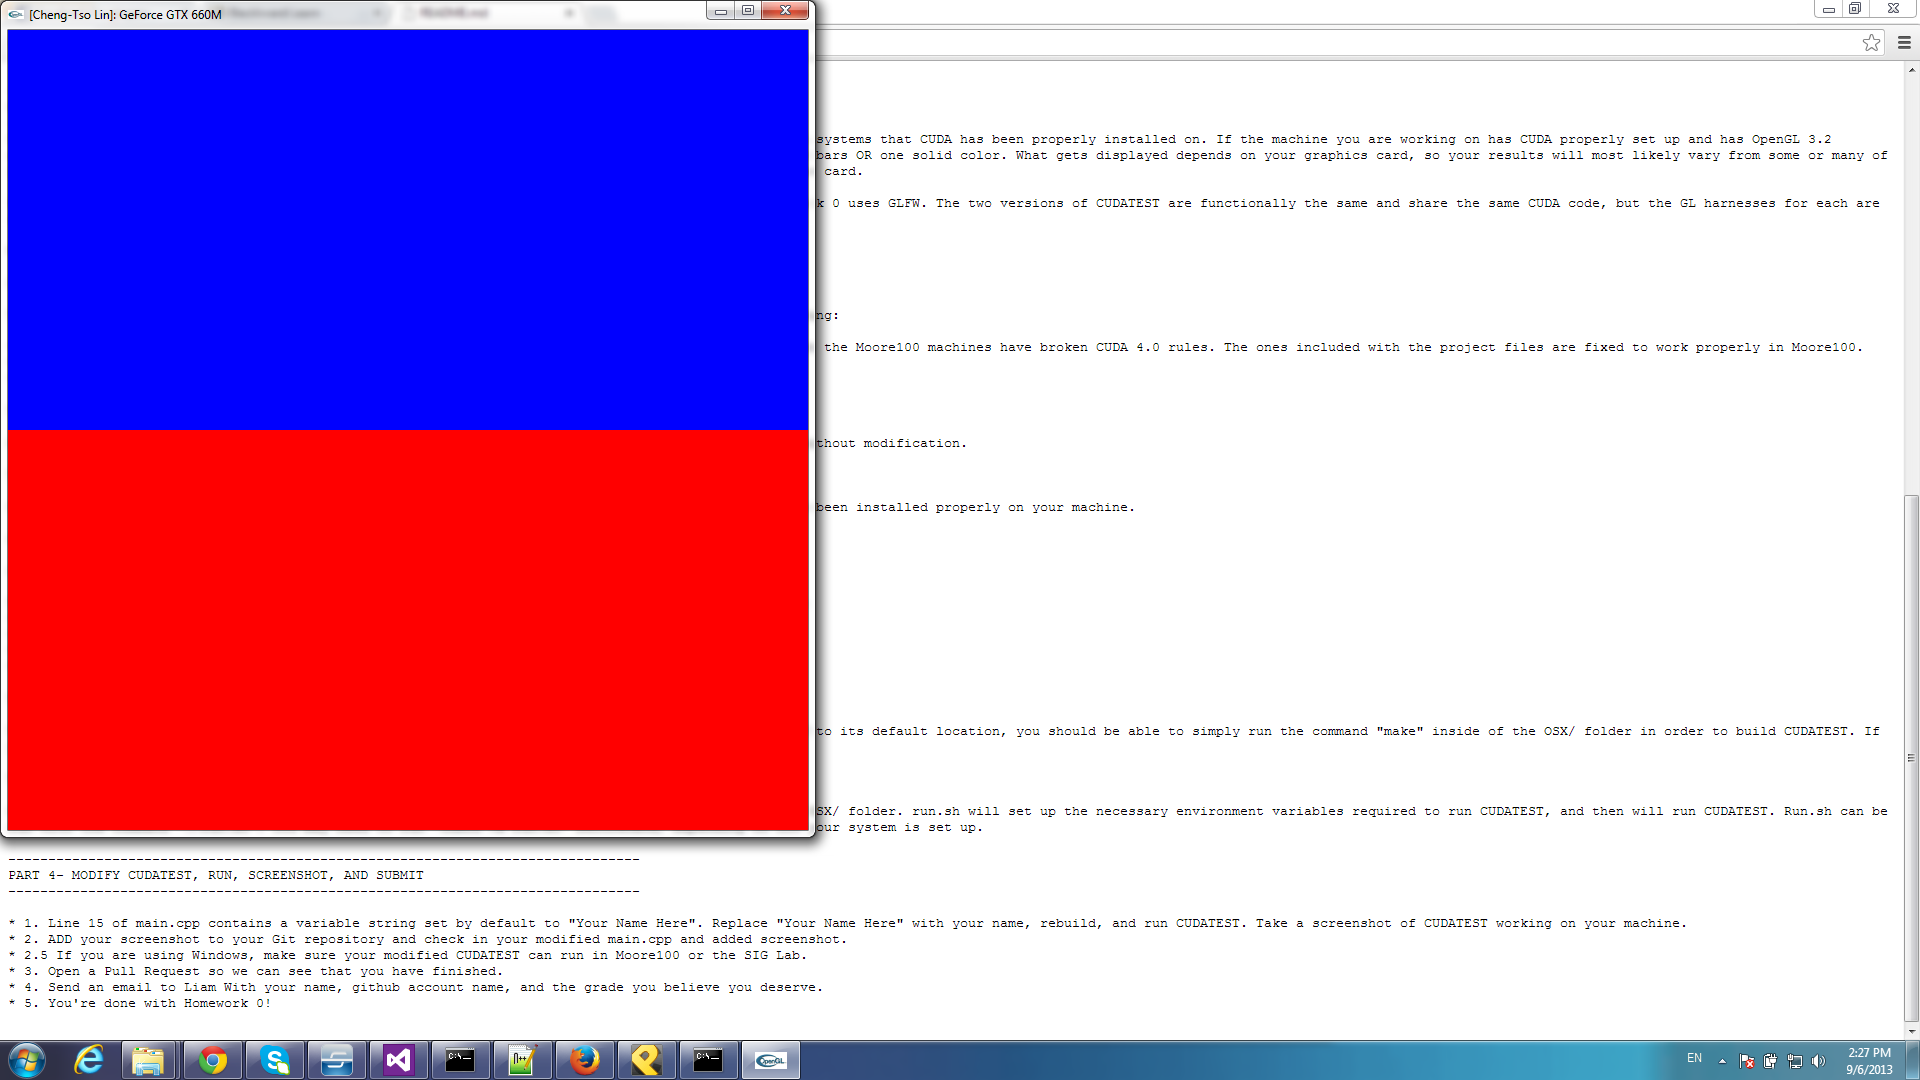 [Cheng-Tso Lin]: GeForce GTX 660M
README.md
systems that CUDA has been properly installed on. If the machine you are working on has CUDA properly set up and has OpenGL 3.2
bars OR one solid color. What gets displayed depends on your graphics card, so your results will most likely vary from some or many of
card.
k 0 uses GLFW. The two versions of CUDATEST are functionally the same and share the same CUDA code, but the GL harnesses for each are
ng:
the Moore100 machines have broken CUDA 4.0 rules. The ones included with the project files are fixed to work properly in Moore100.
thout modification.
been installed properly on your machine.
to its default location, you should be able to simply run the command "make" inside of the OSX/ folder in order to build CUDATEST. If
SX/ folder. run.sh will set up the necessary environment variables required to run CUDATEST, and then will run CUDATEST. Run.sh can be
our system is set up.
-------------------------------------------------------------------------------
PART 4- MODIFY CUDATEST, RUN, SCREENSHOT, AND SUBMIT
-------------------------------------------------------------------------------
* 1. Line 15 of main.cpp contains a variable string set by default to "Your Name Here". Replace "Your Name Here" with your name, rebuild, and run CUDATEST. Take a screenshot of CUDATEST working on your machine.
* 2. ADD your screenshot to your Git repository and check in your modified main.cpp and added screenshot.
* 2.5 If you are using Windows, make sure your modified CUDATEST can run in Moore100 or the SIG Lab.
* 3. Open a Pull Request so we can see that you have finished.
* 4. Send an email to Liam With your name, github account name, and the grade you believe you deserve.
* 5. You're done with Homework 0!
C:\._
C:\._
OpenGL
EN
2:27 PM
9/6/2013